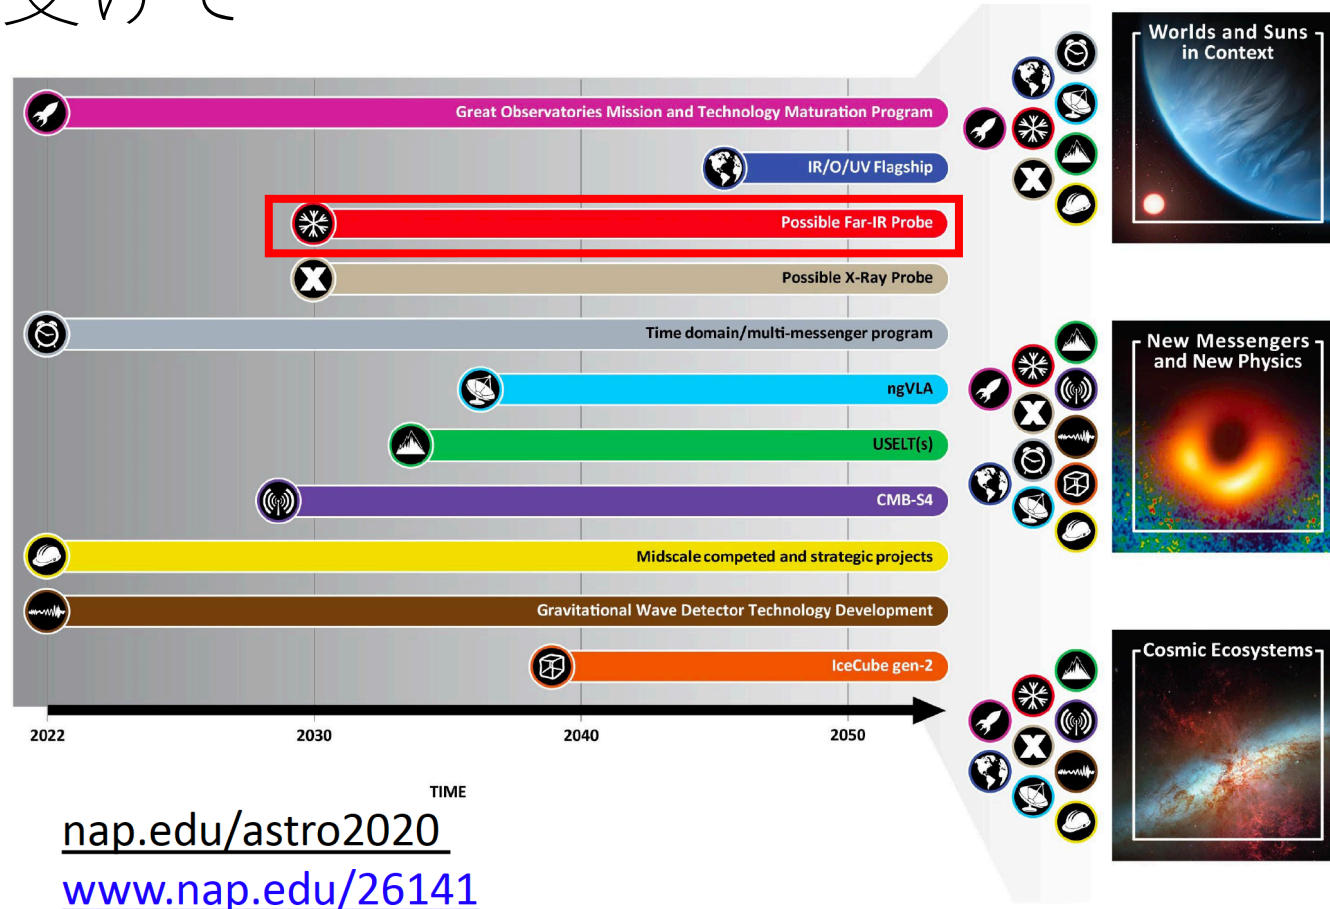 Great Observatories Mission and Technology Maturation Program
IR/O/UV Flagship
Possible Far-IR Probe
Possible X-Ray Probe
Time domain/multi-messenger program
ngVLA
USELT(s)
CMB-S4
Midscale competed and strategic projects
Gravitational Wave Detector Technology Development
IceCube gen-2
2022
2030
2040
2050
TIME
Worlds and Suns
in Context
New Messengers
and New Physics
Cosmic Ecosystems
nap.edu/astro2020
www.nap.edu/26141